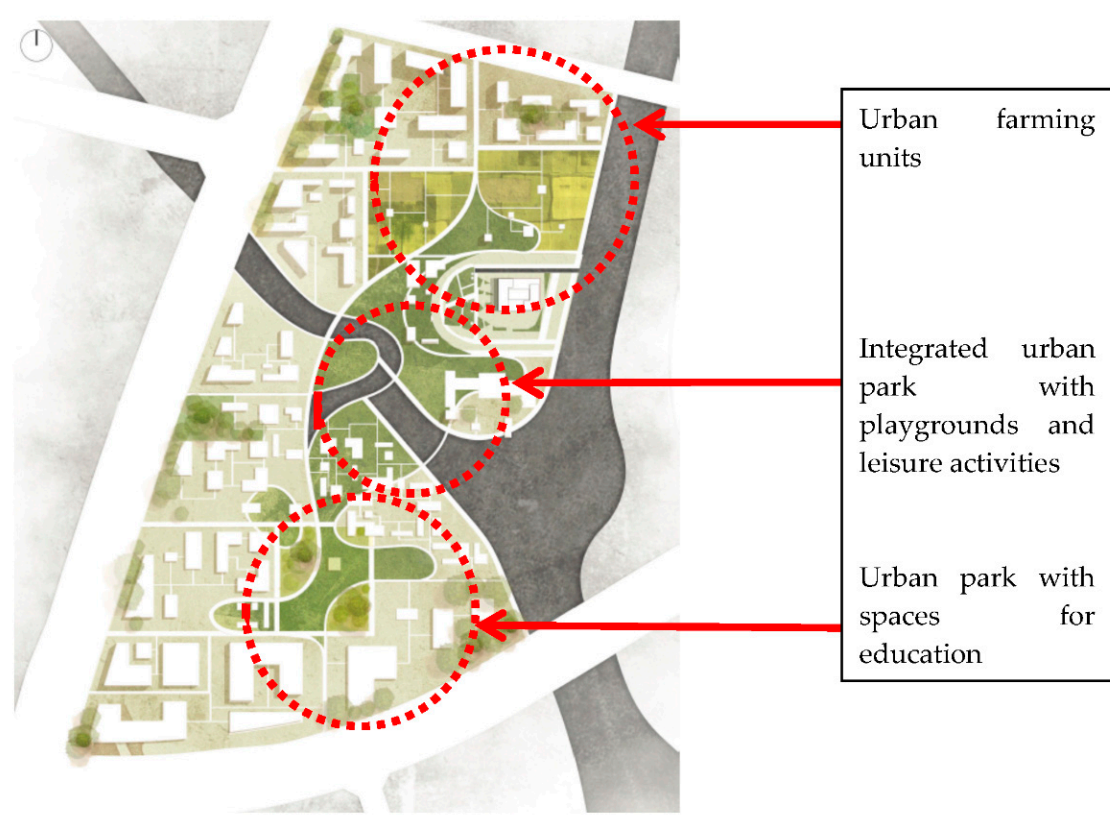 Urban farming
units
Integrated urban
park with
playgrounds and
leisure activities
Urban park with
spaces for
education